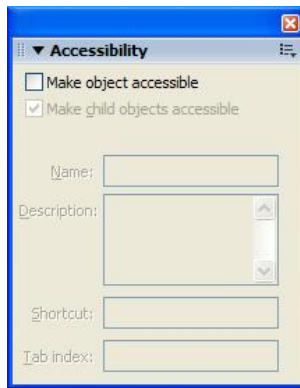 Accessibility
Make object accessible
Make child objects accessible
Name:
Description:
Shortcut:
Tab index: